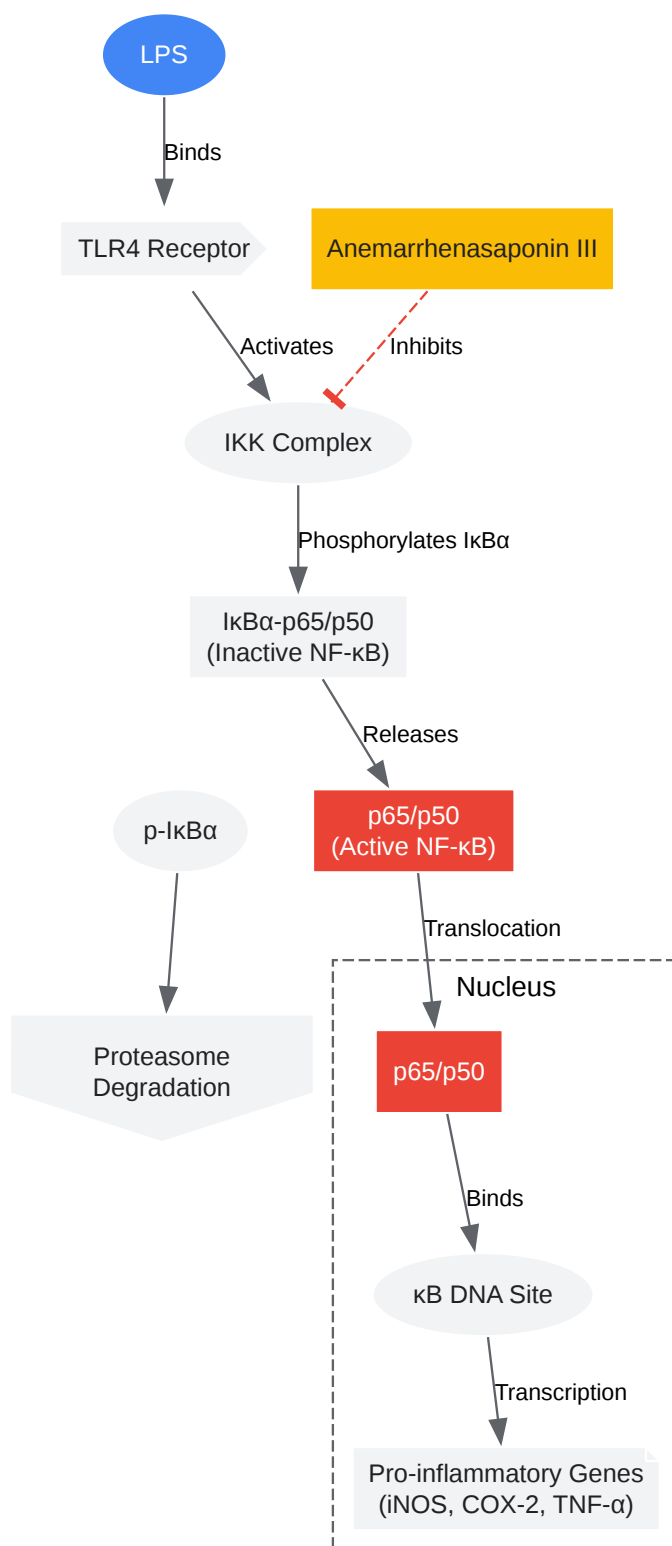 LPS
Binds
TLR4 Receptor
Anemarrhenasaponin III
Activates
Inhibits
IKK Complex
Phosphorylates IκBα
IκBα-p65/p50
(Inactive NF-κB)
Releases
p-IκBα
p65/p50
(Active NF-κB)
Translocation
Nucleus
Proteasome
Degradation
p65/p50
Binds
κB DNA Site
Transcription
Pro-inflammatory Genes
(iNOS, COX-2, TNF-α)